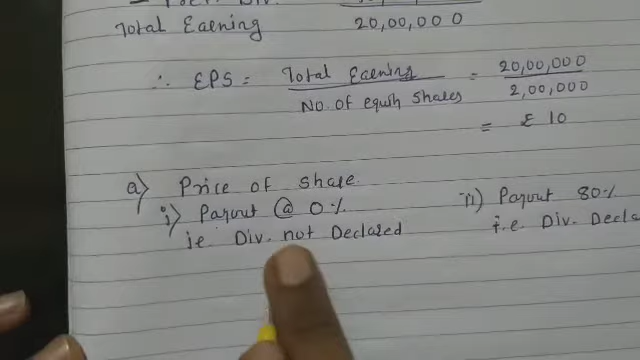 Total Earning 20,00,000
∴ EPS = Total Earning / No. of equity Shares = 20,00,000 / 2,00,000
= £ 10
a) Price of Share
i) Payout @ 0% ii) Payout 80%
i.e. Div. not Declared i.e. Div. Decla